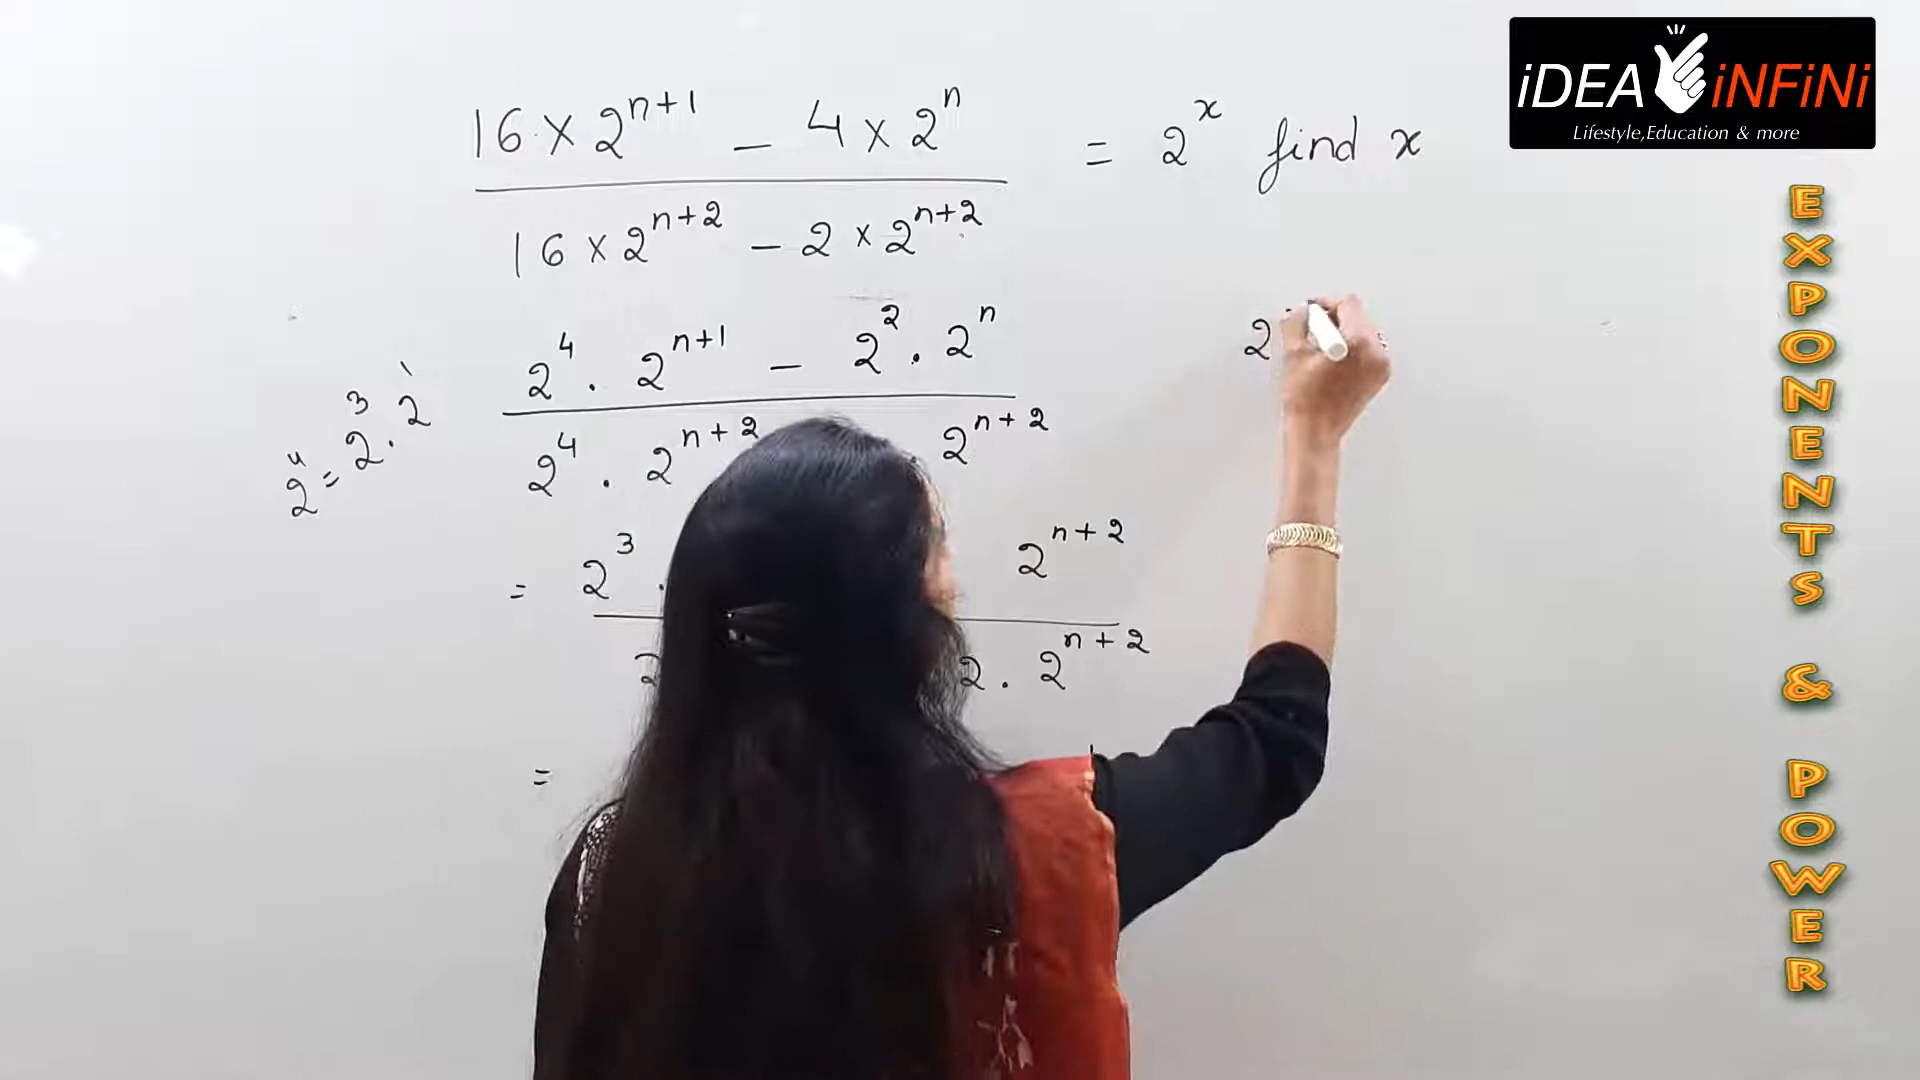 iDEA iNFiNi
Lifestyle,Education & more
16 × 2^{n+1} − 4 × 2^n
16 × 2^{n+2} − 2 × 2^{n+2}
= 2^x find x
2^4 . 2^{n+1} − 2^2 . 2^n
2^4 . 2^{n+2} . 2^{n+2}
2^4 = 2^3 . 2^1
2
= 2^3 . 2^{n+2}
2 2 . 2^{n+2}
=
EXPONENTS
&
POWER